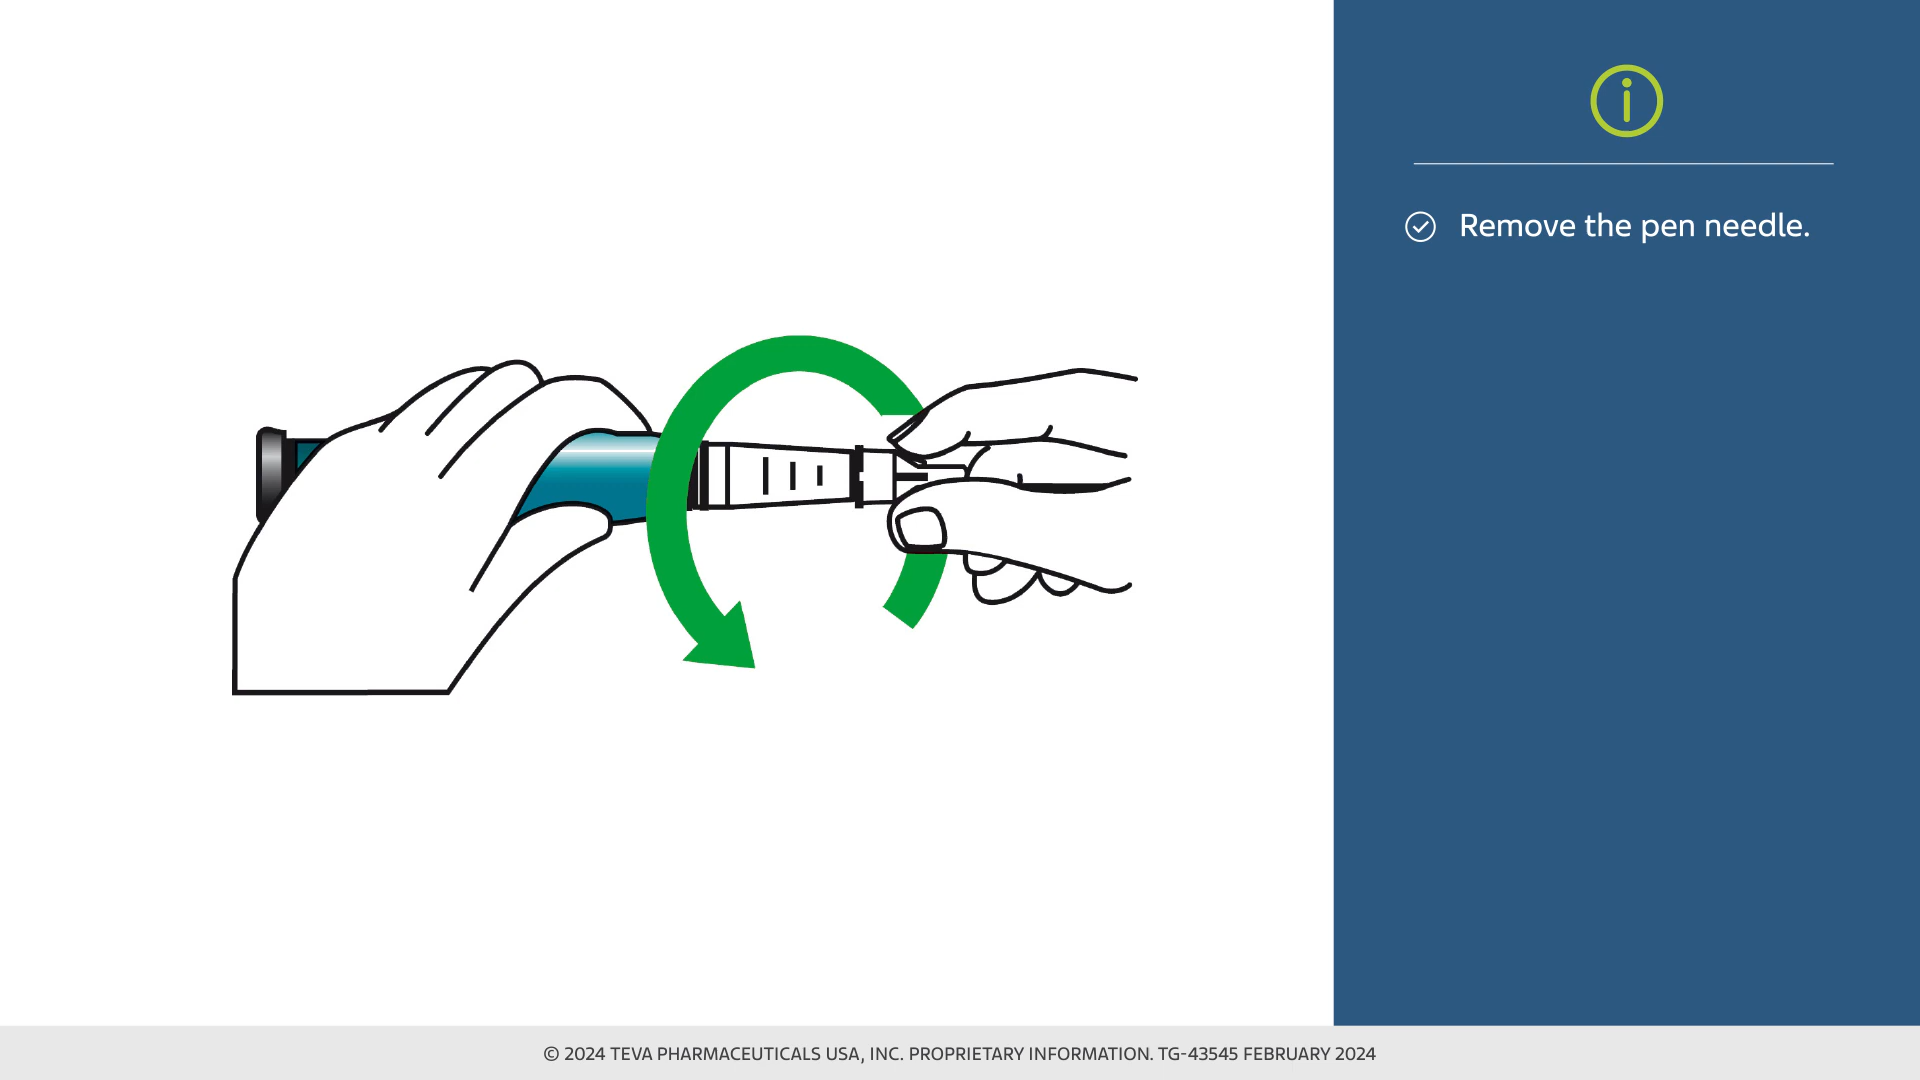 Remove the pen needle.
© 2024 TEVA PHARMACEUTICALS USA, INC. PROPRIETARY INFORMATION. TG-43545 FEBRUARY 2024